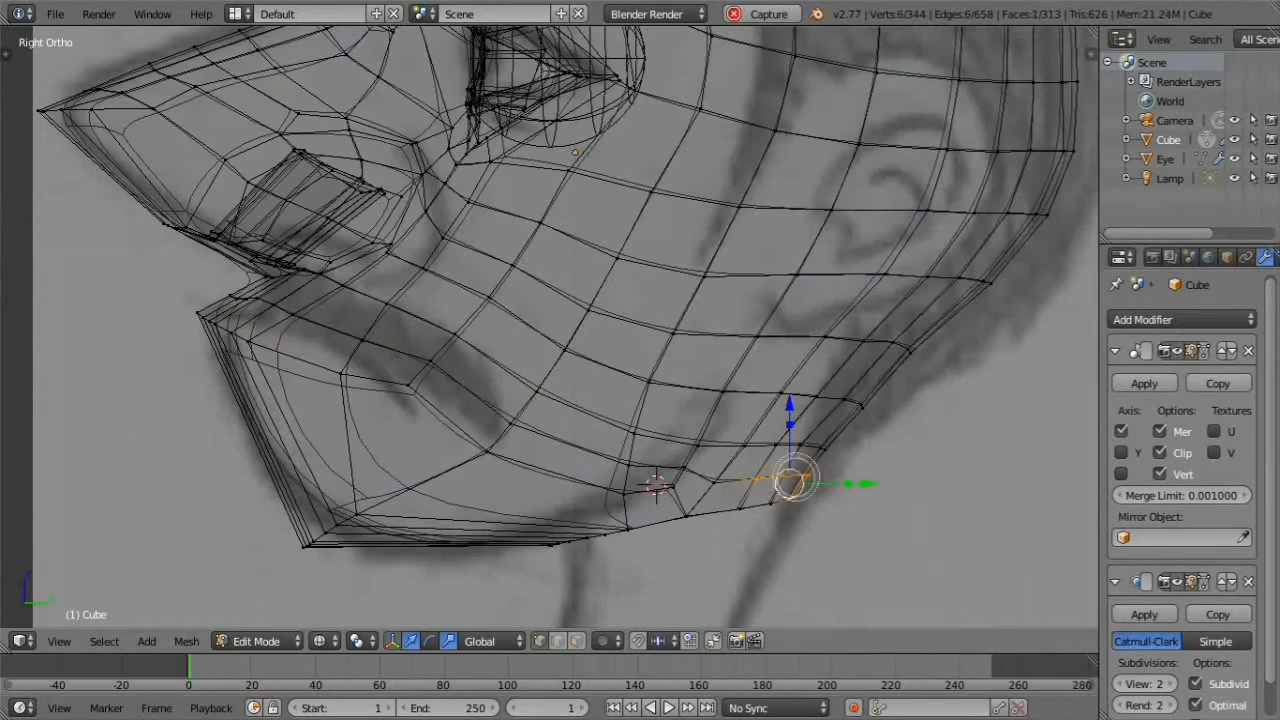 File Render Window Help Default Scene Blender Render Capture v2.77 | Verts:6/344 | Edges:6/658 | Faces:1/313 | Tris:626 | Mem:21.24M | Cube
Right Ortho
View Search All Scen
Scene
RenderLayers
World
Camera
Cube
Eye
Lamp
Cube
Add Modifier
Apply Copy
Axis: Options: Textures
Mer U
Y Clip V
Vert
Merge Limit: 0.001000
Mirror Object:
Apply Copy
(1) Cube
View Select Add Mesh Edit Mode Global
Catmull-Clark Simple
Subdivisions: Options:
View: 2 Subdivid
Rend: 2 Optimal
-40 -20 0 20 40 60 80 100 120 140 160 180 200 220 240 260 280
View Marker Frame Playback Start: 1 End: 250 1 No Sync